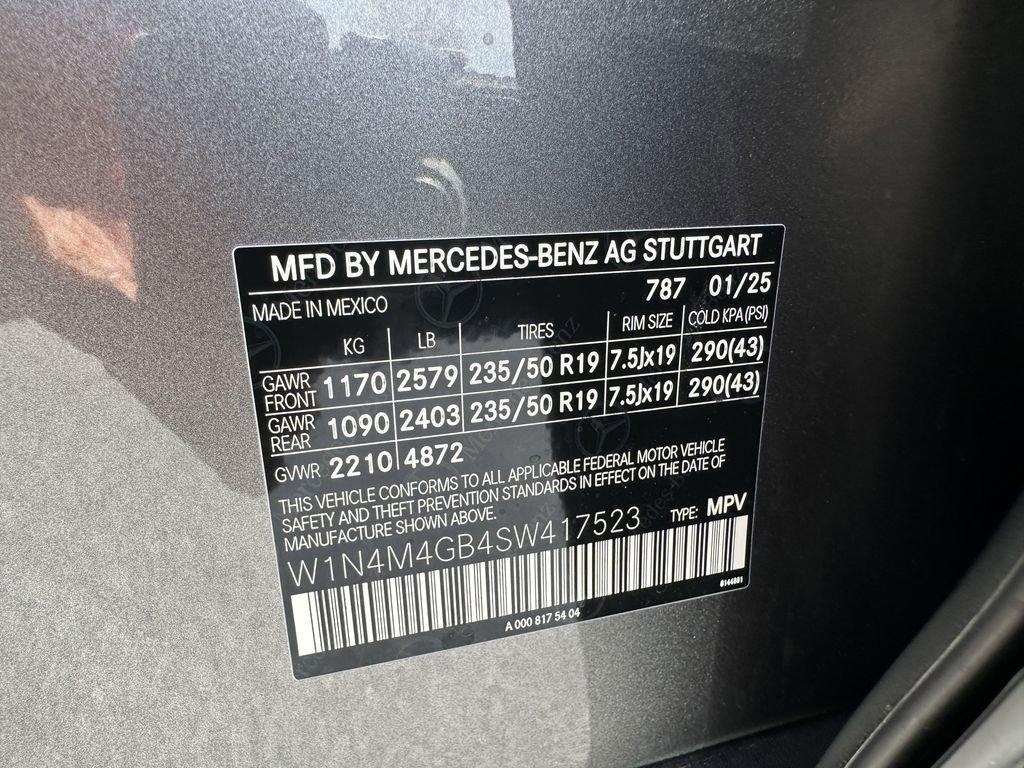 MFD BY MERCEDES-BENZ AG STUTTGART
MADE IN MEXICO 787 01/25
KG LB TIRES RIM SIZE COLD KPA (PSI)
GAWR FRONT 1170 2579 235/50 R19 7.5Jx19 290(43)
GAWR REAR 1090 2403 235/50 R19 7.5Jx19 290(43)
GVWR 2210 4872
THIS VEHICLE CONFORMS TO ALL APPLICABLE FEDERAL MOTOR VEHICLE
SAFETY AND THEFT PREVENTION STANDARDS IN EFFECT ON THE DATE OF
MANUFACTURE SHOWN ABOVE.
W1N4M4GB4SW417523 TYPE: MPV
A 000 817 54 04